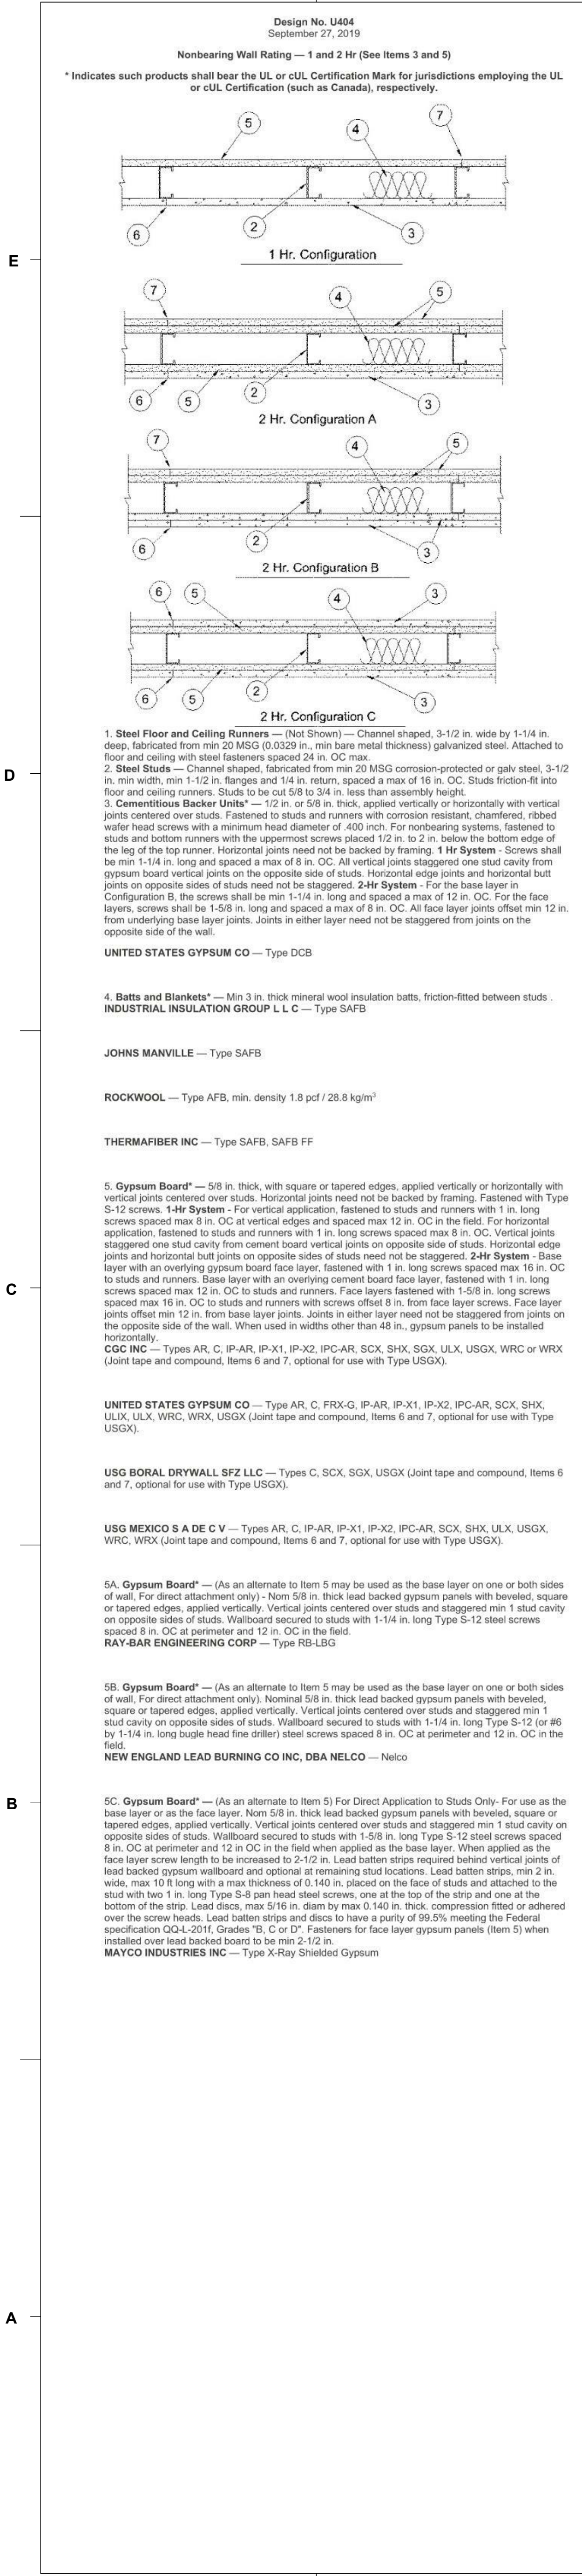 Design No. U404
September 27, 2019
Nonbearing Wall Rating — 1 and 2 Hr (See Items 3 and 5)
* Indicates such products shall bear the UL or cUL Certification Mark for jurisdictions employing the UL
or cUL Certification (such as Canada), respectively.
5
4
7
6
2
3
1 Hr. Configuration
E
7
4
5
6
5
2
3
2 Hr. Configuration A
7
4
5
6
2
3
2 Hr. Configuration B
6
5
4
3
6
5
2
3
2 Hr. Configuration C
1. Steel Floor and Ceiling Runners — (Not Shown) — Channel shaped, 3-1/2 in. wide by 1-1/4 in.
deep, fabricated from min 20 MSG (0.0329 in., min bare metal thickness) galvanized steel. Attached to
floor and ceiling with steel fasteners spaced 24 in. OC max.
D
2. Steel Studs — Channel shaped, fabricated from min 20 MSG corrosion-protected or galv steel, 3-1/2
in. min width, min 1-1/2 in. flanges and 1/4 in. return, spaced a max of 16 in. OC. Studs friction-fit into
floor and ceiling runners. Studs to be cut 5/8 to 3/4 in. less than assembly height.
3. Cementitious Backer Units* — 1/2 in. or 5/8 in. thick, applied vertically or horizontally with vertical
joints centered over studs. Fastened to studs and runners with corrosion resistant, chamfered, ribbed
wafer head screws with a minimum head diameter of .400 inch. For nonbearing systems, fastened to
studs and bottom runners with the uppermost screws placed 1/2 in. to 2 in. below the bottom edge of
the leg of the top runner. Horizontal joints need not be backed by framing. 1 Hr System - Screws shall
be min 1-1/4 in. long and spaced a max of 8 in. OC. All vertical joints staggered one stud cavity from
gypsum board vertical joints on the opposite side of studs. Horizontal edge joints and horizontal butt
joints on opposite sides of studs need not be staggered. 2-Hr System - For the base layer in
Configuration B, the screws shall be min 1-1/4 in. long and spaced a max of 12 in. OC. For the face
layers, screws shall be 1-5/8 in. long and spaced a max of 8 in. OC. All face layer joints offset min 12 in.
from underlying base layer joints. Joints in either layer need not be staggered from joints on the
opposite side of the wall.
UNITED STATES GYPSUM CO — Type DCB
4. Batts and Blankets* — Min 3 in. thick mineral wool insulation batts, friction-fitted between studs .
INDUSTRIAL INSULATION GROUP L L C — Type SAFB
JOHNS MANVILLE — Type SAFB
ROCKWOOL — Type AFB, min. density 1.8 pcf / 28.8 kg/m³
THERMAFIBER INC — Type SAFB, SAFB FF
5. Gypsum Board* — 5/8 in. thick, with square or tapered edges, applied vertically or horizontally with
vertical joints centered over studs. Horizontal joints need not be backed by framing. Fastened with Type
S-12 screws. 1-Hr System - For vertical application, fastened to studs and runners with 1 in. long
screws spaced max 8 in. OC at vertical edges and spaced max 12 in. OC in the field. For horizontal
application, fastened to studs and runners with 1 in. long screws spaced max 8 in. OC. Vertical joints
staggered one stud cavity from cement board vertical joints on opposite side of studs. Horizontal edge
joints and horizontal butt joints on opposite sides of studs need not be staggered. 2-Hr System - Base
layer with an overlying gypsum board face layer, fastened with 1 in. long screws spaced max 16 in. OC
C
to studs and runners. Base layer with an overlying cement board face layer, fastened with 1 in. long
screws spaced max 12 in. OC to studs and runners. Face layers fastened with 1-5/8 in. long screws
spaced max 16 in. OC to studs and runners with screws offset 8 in. from face layer screws. Face layer
joints offset min 12 in. from base layer joints. Joints in either layer need not be staggered from joints on
the opposite side of the wall. When used in widths other than 48 in., gypsum panels to be installed
horizontally.
CGC INC — Types AR, C, IP-AR, IP-X1, IP-X2, IPC-AR, SCX, SHX, SGX, ULX, USGX, WRC or WRX
(Joint tape and compound, Items 6 and 7, optional for use with Type USGX).
UNITED STATES GYPSUM CO — Type AR, C, FRX-G, IP-AR, IP-X1, IP-X2, IPC-AR, SCX, SHX,
ULIX, ULX, WRC, WRX, USGX (Joint tape and compound, Items 6 and 7, optional for use with Type
USGX).
USG BORAL DRYWALL SFZ LLC — Types C, SCX, SGX, USGX (Joint tape and compound, Items 6
and 7, optional for use with Type USGX).
USG MEXICO S A DE C V — Types AR, C, IP-AR, IP-X1, IP-X2, IPC-AR, SCX, SHX, ULX, USGX,
WRC, WRX (Joint tape and compound, Items 6 and 7, optional for use with Type USGX).
5A. Gypsum Board* — (As an alternate to Item 5 may be used as the base layer on one or both sides
of wall, For direct attachment only) - Nom 5/8 in. thick lead backed gypsum panels with beveled, square
or tapered edges, applied vertically. Vertical joints centered over studs and staggered min 1 stud cavity
on opposite sides of studs. Wallboard secured to studs with 1-1/4 in. long Type S-12 steel screws
spaced 8 in. OC at perimeter and 12 in. OC in the field.
RAY-BAR ENGINEERING CORP — Type RB-LBG
5B. Gypsum Board* — (As an alternate to Item 5 may be used as the base layer on one or both sides
of wall, For direct attachment only). Nominal 5/8 in. thick lead backed gypsum panels with beveled,
square or tapered edges, applied vertically. Vertical joints centered over studs and staggered min 1
stud cavity on opposite sides of studs. Wallboard secured to studs with 1-1/4 in. long Type S-12 (or #6
by 1-1/4 in. long bugle head fine driller) steel screws spaced 8 in. OC at perimeter and 12 in. OC in the
field.
NEW ENGLAND LEAD BURNING CO INC, DBA NELCO — Nelco
B
5C. Gypsum Board* — (As an alternate to Item 5) For Direct Application to Studs Only- For use as the
base layer or as the face layer. Nom 5/8 in. thick lead backed gypsum panels with beveled, square or
tapered edges, applied vertically. Vertical joints centered over studs and staggered min 1 stud cavity on
opposite sides of studs. Wallboard secured to studs with 1-5/8 in. long Type S-12 steel screws spaced
8 in. OC at perimeter and 12 in OC in the field when applied as the base layer. When applied as the
face layer screw length to be increased to 2-1/2 in. Lead batten strips required behind vertical joints of
lead backed gypsum wallboard and optional at remaining stud locations. Lead batten strips, min 2 in.
wide, max 10 ft long with a max thickness of 0.140 in. placed on the face of studs and attached to the
stud with two 1 in. long Type S-8 pan head steel screws, one at the top of the strip and one at the
bottom of the strip. Lead discs, max 5/16 in. diam by max 0.140 in. thick. compression fitted or adhered
over the screw heads. Lead batten strips and discs to have a purity of 99.5% meeting the Federal
specification QQ-L-201f, Grades "B, C or D". Fasteners for face layer gypsum panels (Item 5) when
installed over lead backed board to be min 2-1/2 in.
MAYCO INDUSTRIES INC — Type X-Ray Shielded Gypsum
A